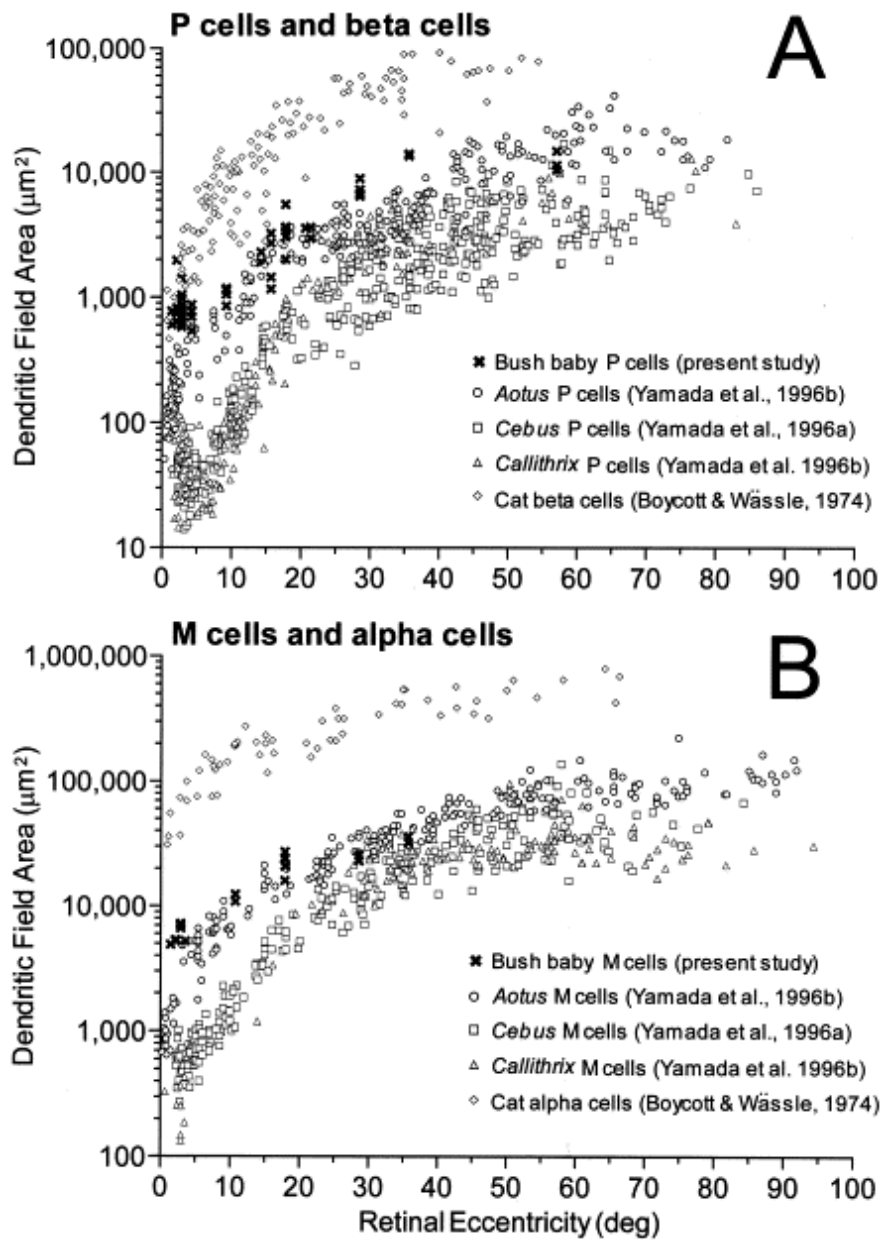 P cells and beta cells
A
100,000
10,000
1,000
100
10
Dendritic Field Area (μm²)
Bush baby P cells (present study)
Aotus P cells (Yamada et al., 1996b)
Cebus P cells (Yamada et al., 1996a)
Callithrix P cells (Yamada et al. 1996b)
Cat beta cells (Boycott & Wässle, 1974)
0 10 20 30 40 50 60 70 80 90 100
M cells and alpha cells
B
1,000,000
100,000
10,000
1,000
100
Dendritic Field Area (μm²)
Bush baby M cells (present study)
Aotus M cells (Yamada et al., 1996b)
Cebus M cells (Yamada et al., 1996a)
Callithrix M cells (Yamada et al. 1996b)
Cat alpha cells (Boycott & Wässle, 1974)
0 10 20 30 40 50 60 70 80 90 100
Retinal Eccentricity (deg)